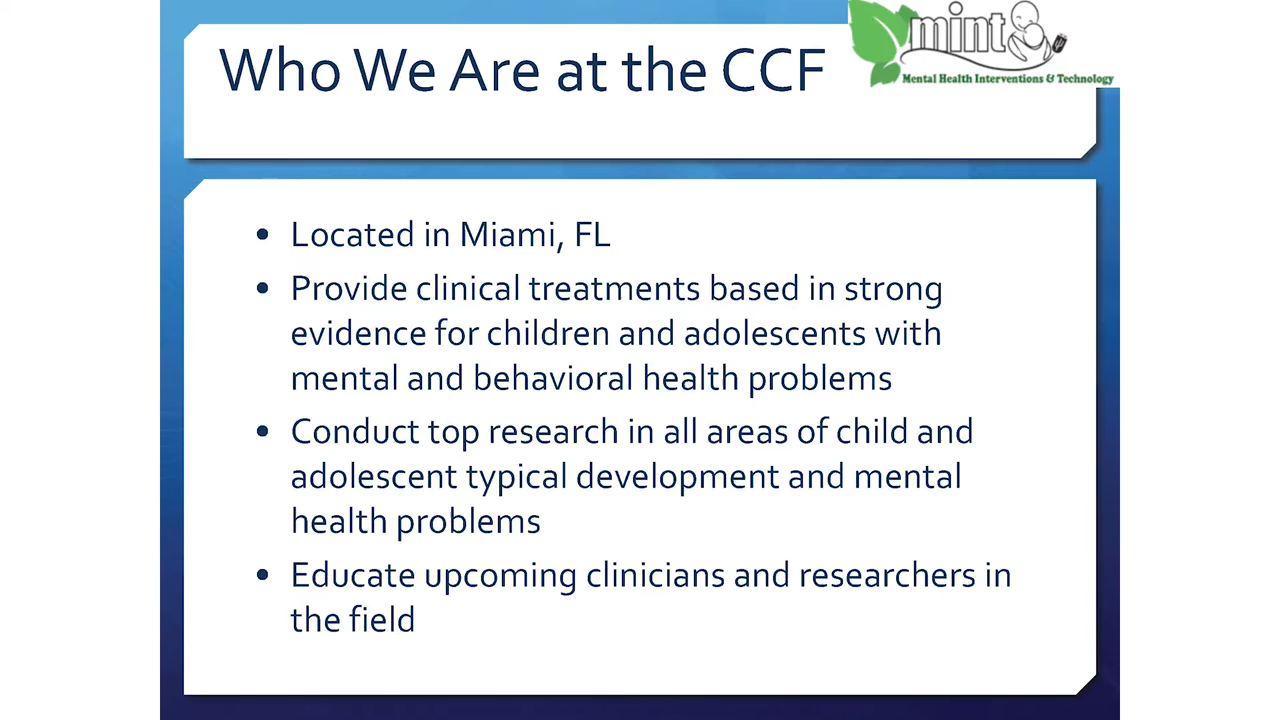 Who We Are at the CCF
mint
Mental Health Interventions & Technology
• Located in Miami, FL
• Provide clinical treatments based in strong
evidence for children and adolescents with
mental and behavioral health problems
• Conduct top research in all areas of child and
adolescent typical development and mental
health problems
• Educate upcoming clinicians and researchers in
the field